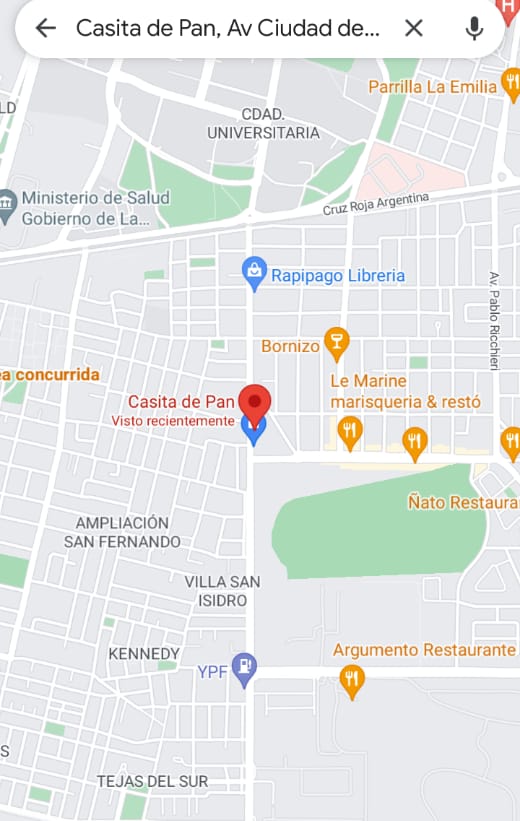 Casita de Pan, Av Ciudad de...
H
Parrilla La Emilia
LD
CDAD.
UNIVERSITARIA
Ministerio de Salud
Gobierno de La...
Cruz Roja Argentina
Rapipago Libreria
Av. Pablo Ricchieri
Bornizo
ea concurrida
Le Marine
marisqueria & restó
Casita de Pan
Visto recientemente
Ñato Restaura
AMPLIACIÓN
SAN FERNANDO
VILLA SAN
ISIDRO
KENNEDY
Argumento Restaurante
YPF
S
TEJAS DEL SUR